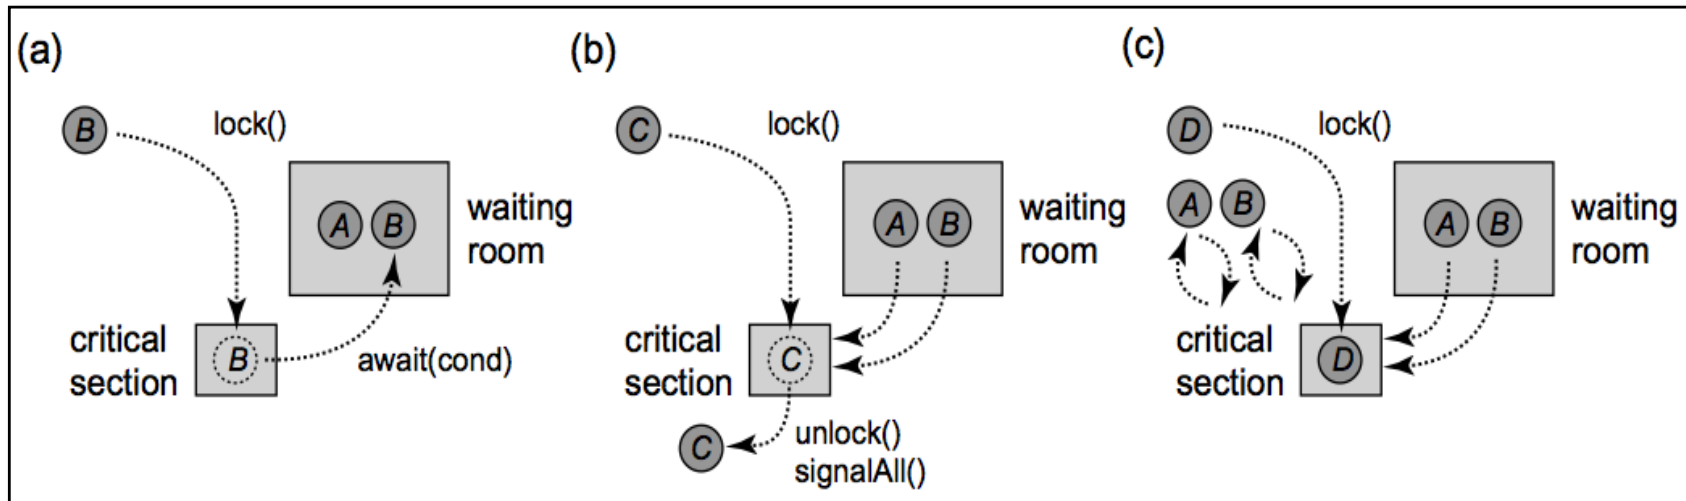 (a)
B
lock()
A B
waiting
room
critical
section
B
await(cond)
(b)
C
lock()
A B
waiting
room
critical
section
C
C
unlock()
signalAll()
(c)
D
lock()
A B
A B
waiting
room
critical
section
D